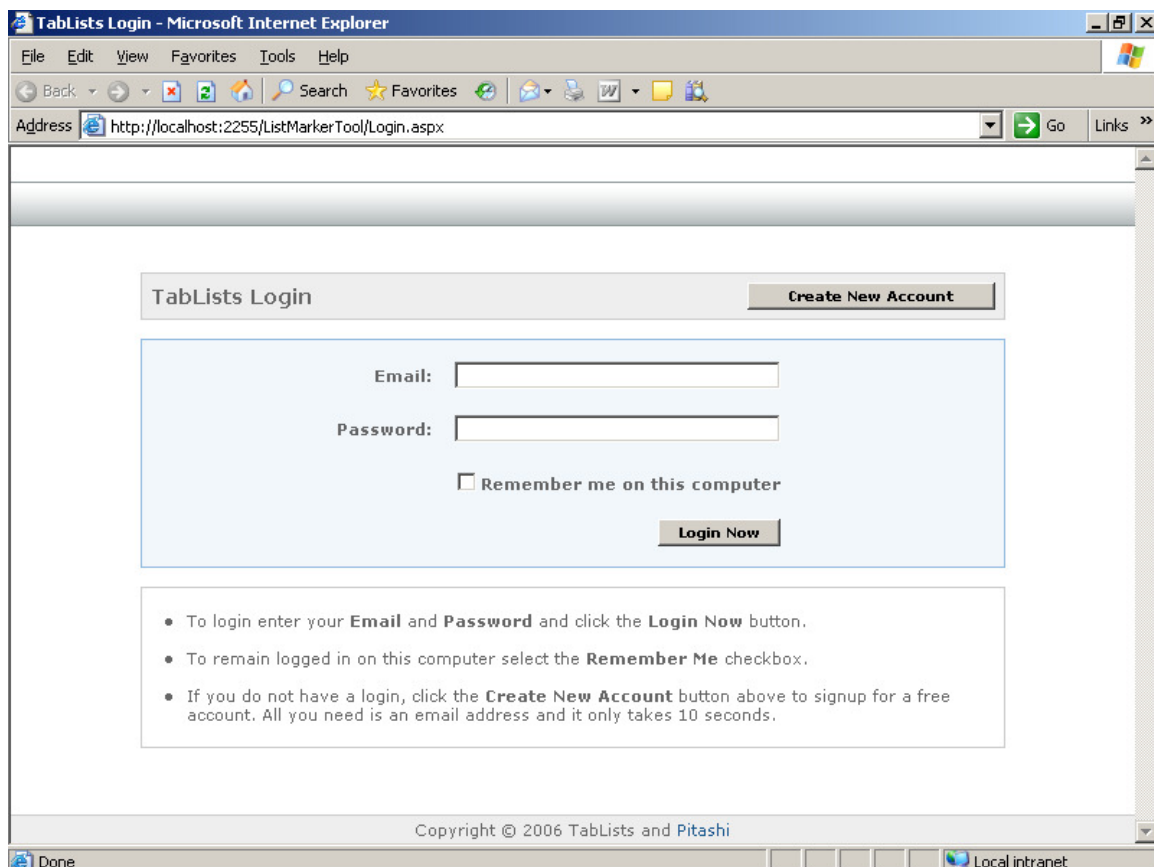 TabLists Login - Microsoft Internet Explorer
File Edit View Favorites Tools Help
Back Search Favorites
Address http://localhost:2255/ListMarkerTool/Login.aspx Go Links »
TabLists Login Create New Account
Email:
Password:
Remember me on this computer
Login Now
• To login enter your Email and Password and click the Login Now button.
• To remain logged in on this computer select the Remember Me checkbox.
• If you do not have a login, click the Create New Account button above to signup for a free
account. All you need is an email address and it only takes 10 seconds.
Copyright © 2006 TabLists and Pitashi
Done Local intranet